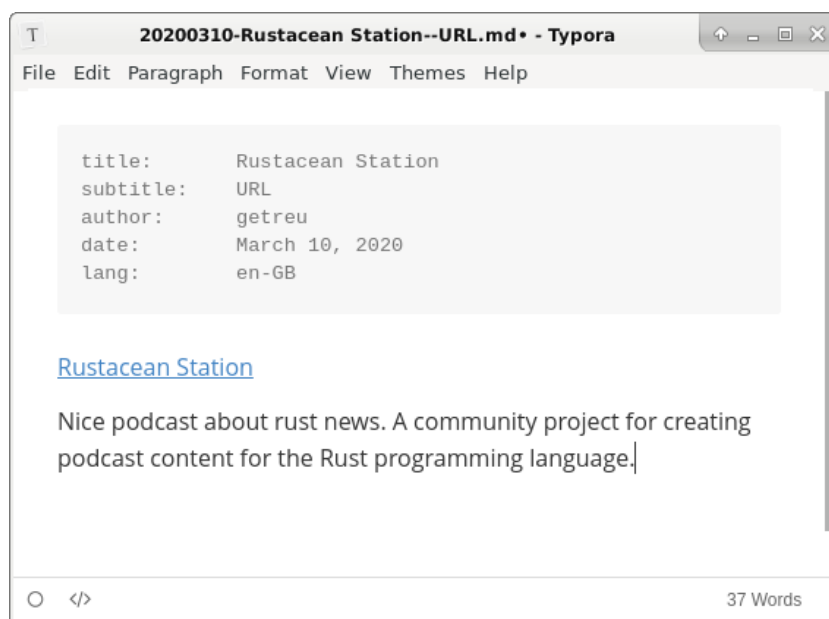 20200310-Rustacean Station--URL.md• - Typora
File Edit Paragraph Format View Themes Help
title: Rustacean Station
subtitle: URL
author: getreu
date: March 10, 2020
lang: en-GB
Rustacean Station
Nice podcast about rust news. A community project for creating
podcast content for the Rust programming language.
</> 37 Words